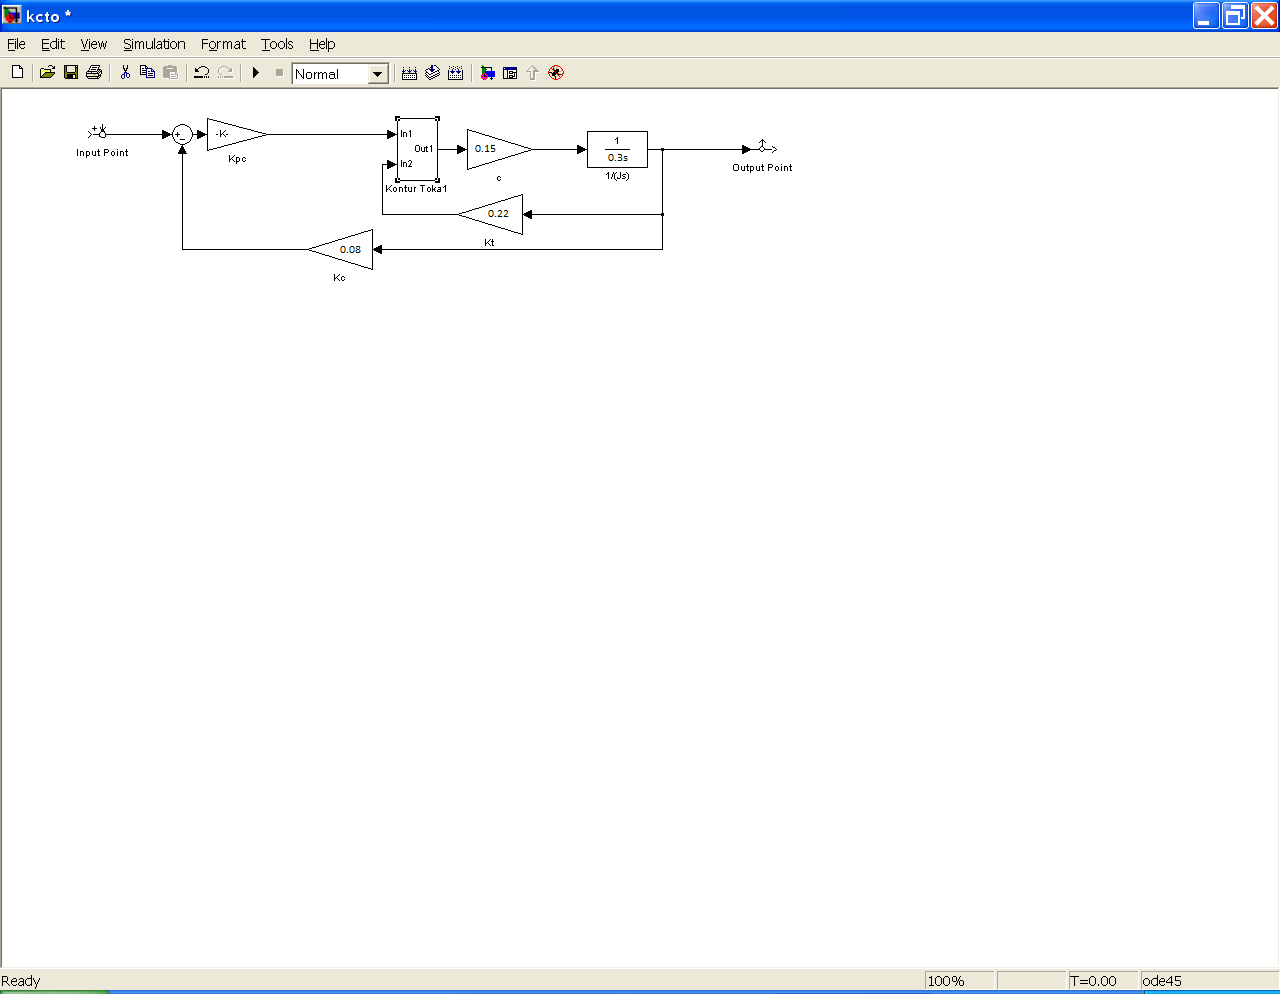 kcto *
File Edit View Simulation Format Tools Help
Normal
Input Point
+
-K-
Kpc
In1
Out1
In2
Kontur Toka1
0.15
c
1
0.3s
1/(Js)
Output Point
0.22
Kt
0.08
Kc
Ready 100% T=0.00 ode45